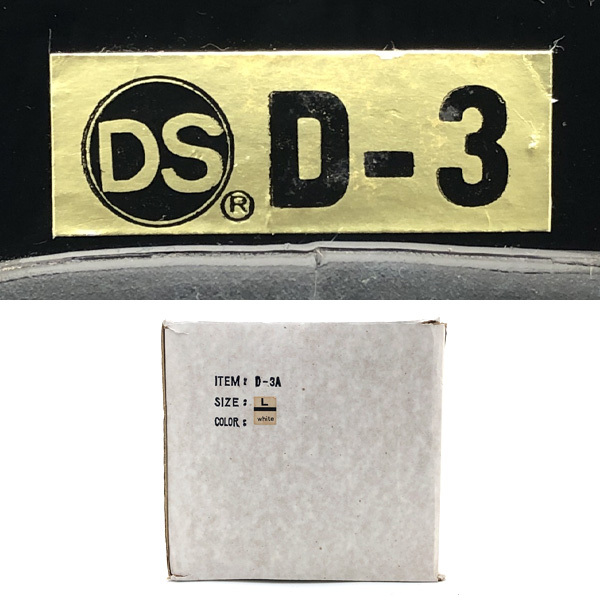 DS® D-3
ITEM: D-3A
SIZE: L
COLOR: white